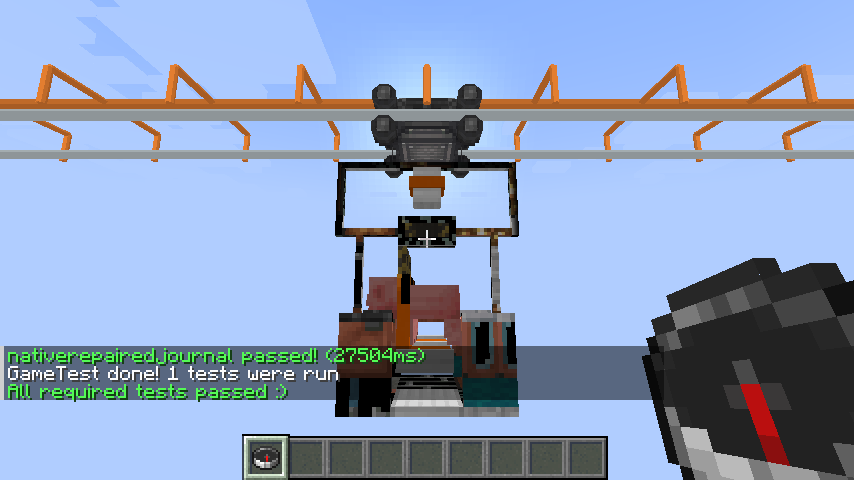 nativerepairedjournal passed! (27504ms)
GameTest done! 1 tests were run
All required tests passed :)